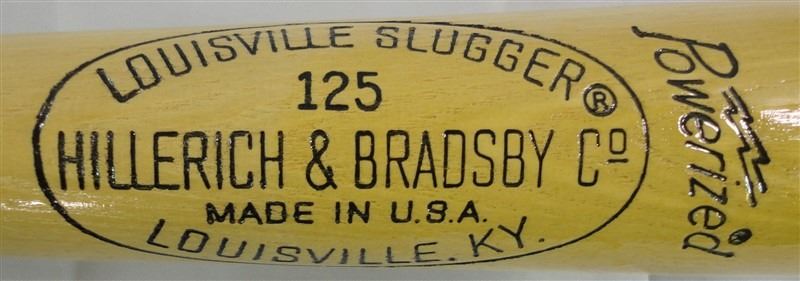 LOUISVILLE SLUGGER®
125
HILLERICH & BRADSBY Cº
MADE IN U.S.A.
LOUISVILLE. KY.
Powerized